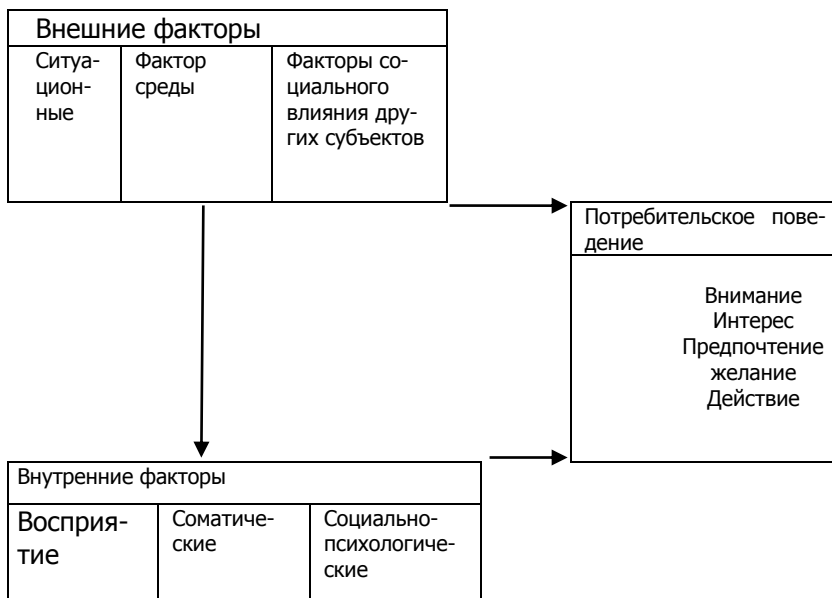 Внешние факторы
Ситуа-
цион-
ные
Фактор
среды
Факторы со-
циального
влияния дру-
гих субъектов
Потребительское пове-
дение
Внимание
Интерес
Предпочтение
желание
Действие
Внутренние факторы
Восприя-
тие
Соматиче-
ские
Социально-
психологиче-
ские